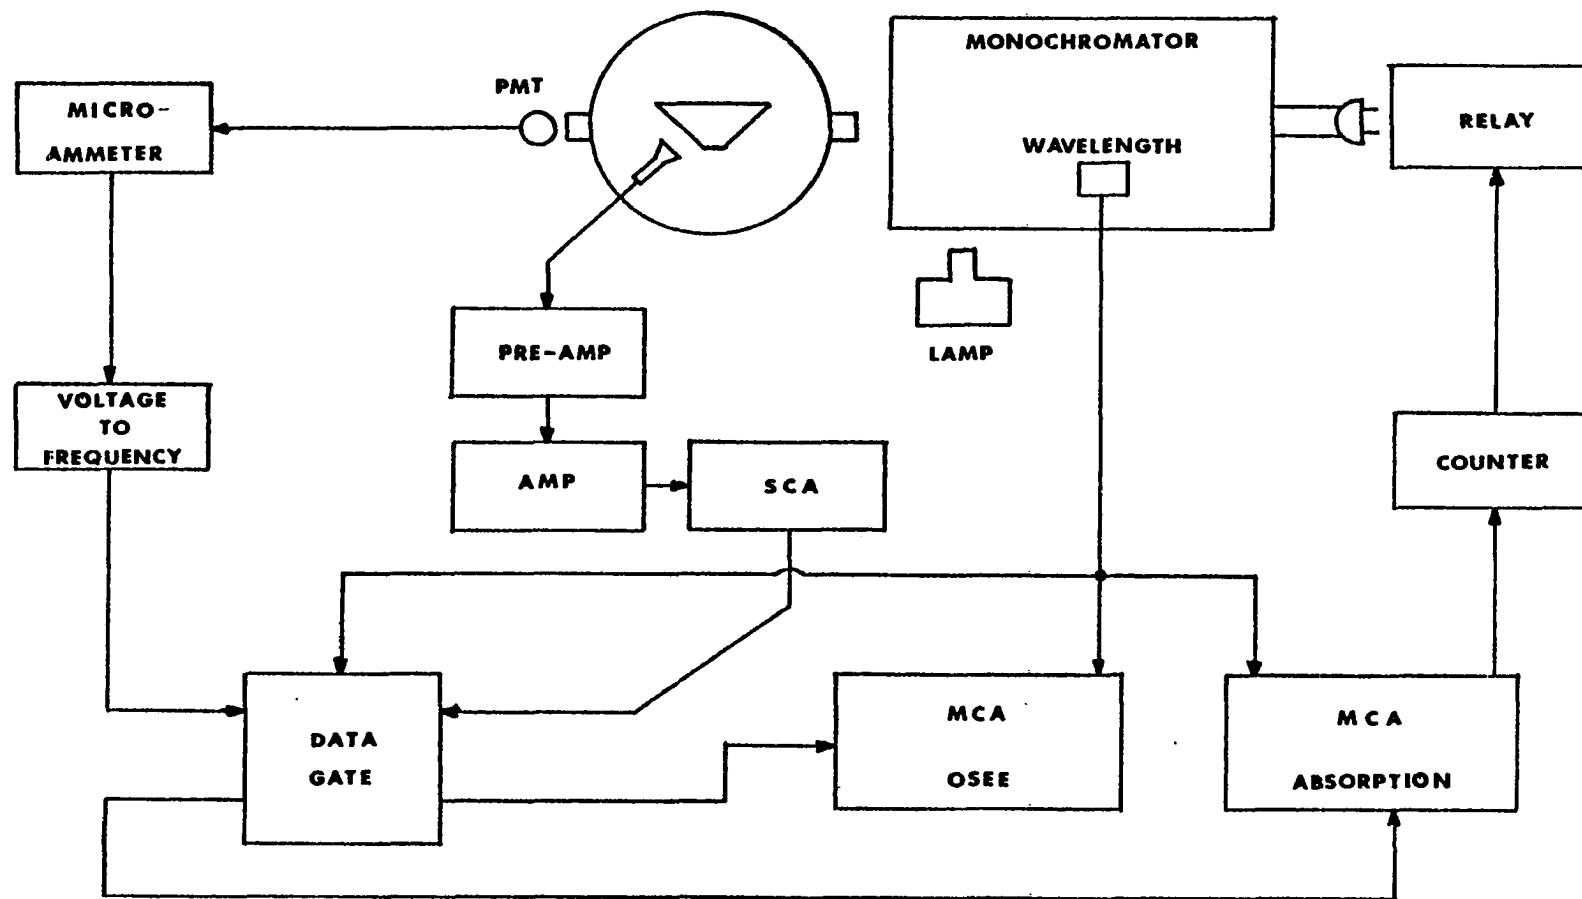 MONOCHROMATOR
PMT
MICRO-
AMMETER
RELAY
WAVELENGTH
PRE-AMP
LAMP
VOLTAGE
TO
FREQUENCY
AMP
SCA
COUNTER
DATA
GATE
MCA
OSEE
MCA
ABSORPTION